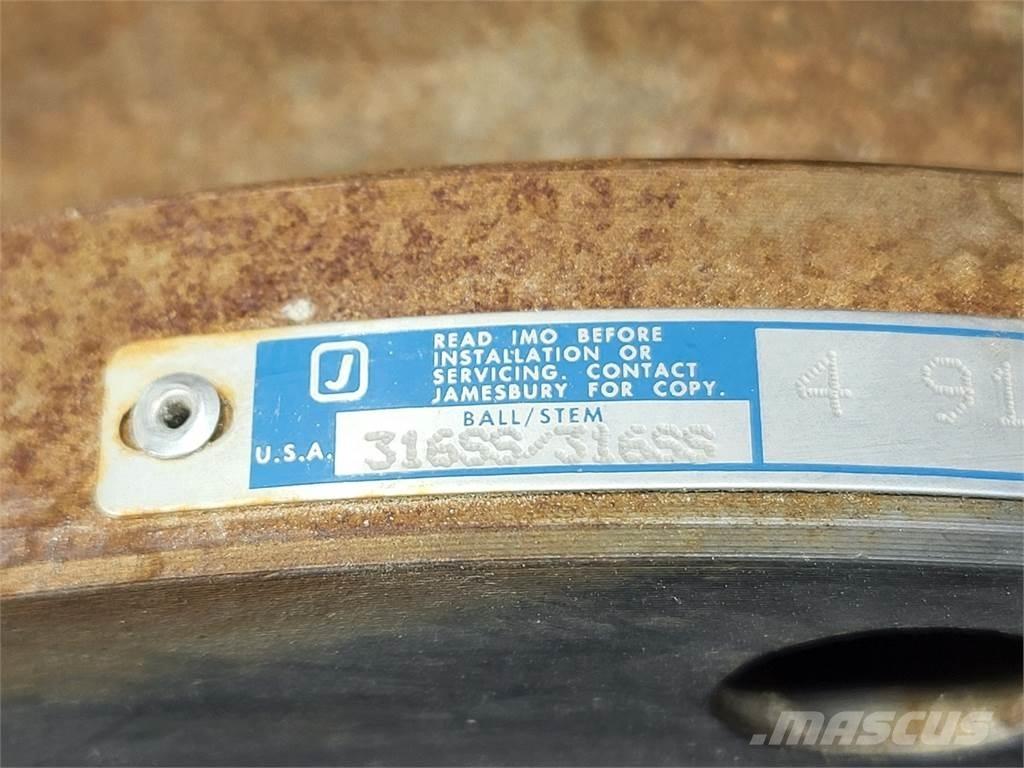 J
READ IMO BEFORE
INSTALLATION OR
SERVICING. CONTACT
JAMESBURY FOR COPY.
BALL/STEM
U.S.A. 316SS/316SS
4 91
MASCUS